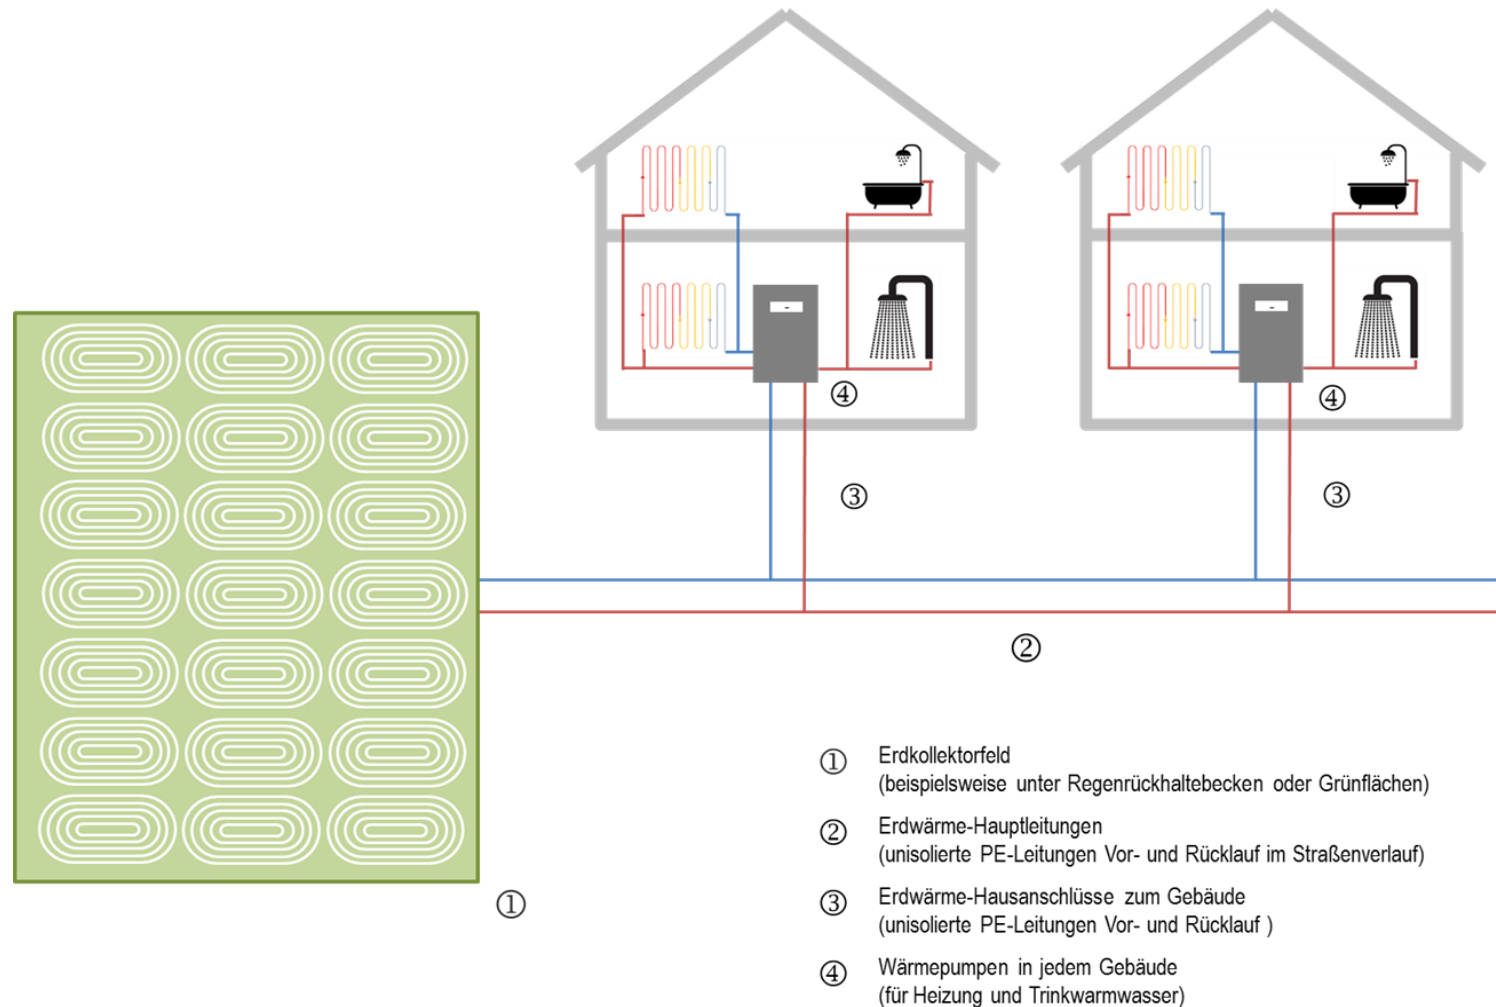 ④
④
③
③
②
①
① Erdkollektorfeld
(beispielsweise unter Regenrückhaltebecken oder Grünflächen)
② Erdwärme-Hauptleitungen
(unisolierte PE-Leitungen Vor- und Rücklauf im Straßenverlauf)
③ Erdwärme-Hausanschlüsse zum Gebäude
(unisolierte PE-Leitungen Vor- und Rücklauf )
④ Wärmepumpen in jedem Gebäude
(für Heizung und Trinkwarmwasser)